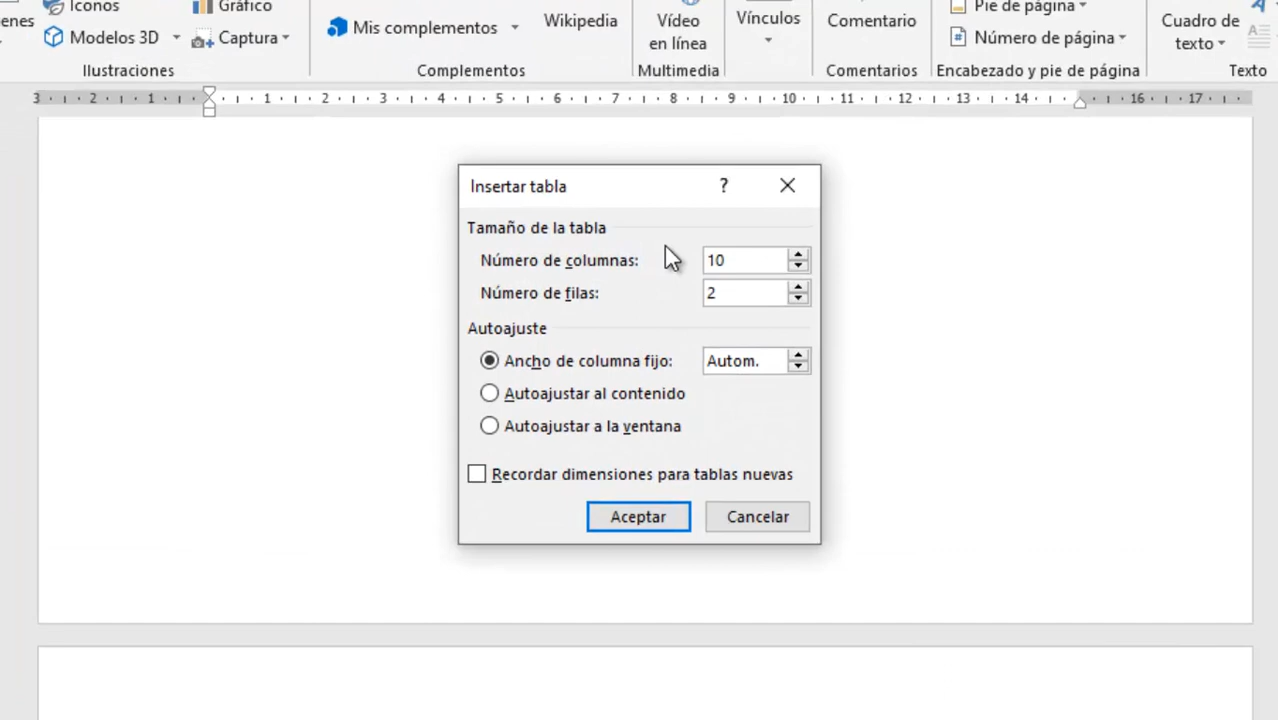 Iconos
Gráfico
Modelos 3D
Captura
Ilustraciones
Mis complementos
Wikipedia
Complementos
Vídeo
en línea
Multimedia
Vínculos
Comentario
Comentarios
Pie de página
Número de página
Encabezado y pie de página
Cuadro de
texto
Texto
3 2 1 1 2 3 4 5 6 7 8 9 10 11 12 13 14 16 17
Insertar tabla ?
Tamaño de la tabla
Número de columnas: 10
Número de filas: 2
Autoajuste
Ancho de columna fijo: Autom.
Autoajustar al contenido
Autoajustar a la ventana
Recordar dimensiones para tablas nuevas
Aceptar Cancelar